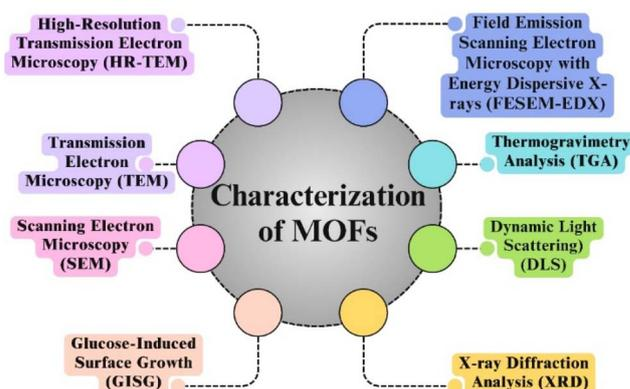 High-Resolution
Transmission Electron
Microscopy (HR-TEM)
Field Emission
Scanning Electron
Microscopy with
Energy Dispersive X-
rays (FESEM-EDX)
Transmission
Electron
Microscopy (TEM)
Thermogravimetry
Analysis (TGA)
Characterization
of MOFs
Scanning Electron
Microscopy
(SEM)
Dynamic Light
Scattering)
(DLS)
Glucose-Induced
Surface Growth
(GISG)
X-ray Diffraction
Analysis (XRD)